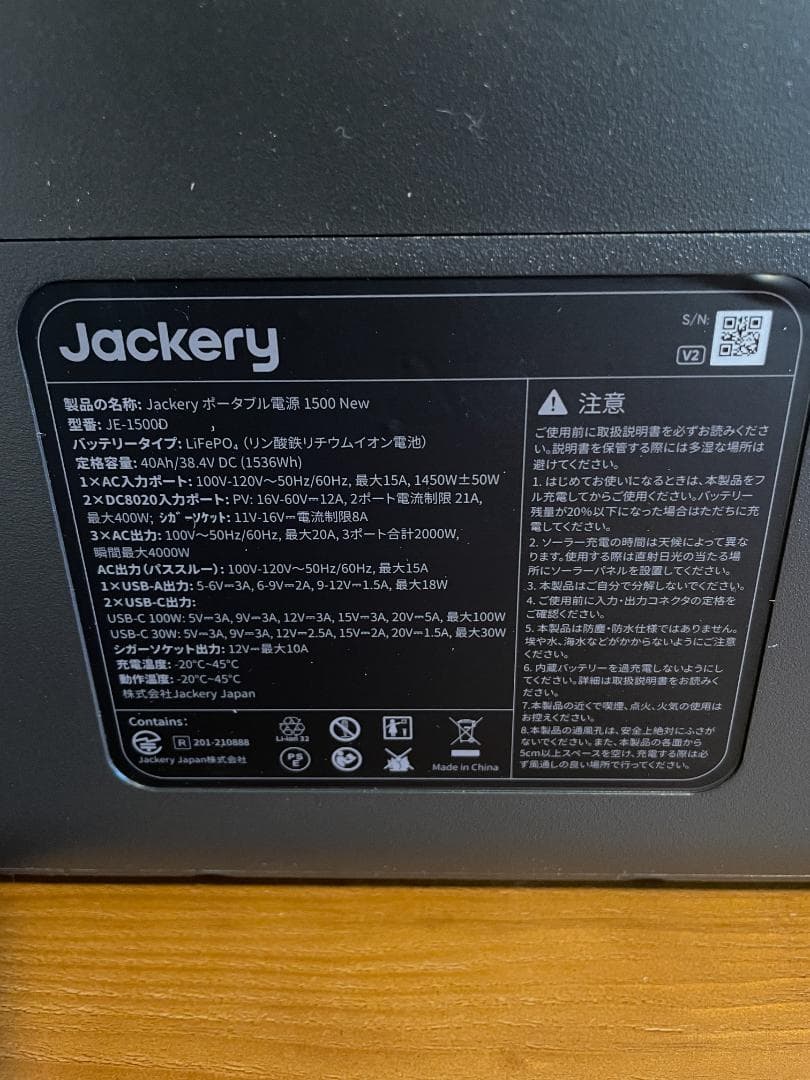 Jackery
S/N:
V2
製品の名称: Jackery ポータブル電源 1500 New
型番: JE-1500D
バッテリータイプ: LiFePO₄ (リン酸鉄リチウムイオン電池)
定格容量: 40Ah/38.4V DC (1536Wh)
1×AC入力ポート: 100V-120V～50Hz/60Hz, 最大15A, 1450W±50W
2×DC8020入力ポート: PV: 16V-60V⎓12A, 2ポート電流制限 21A,
最大400W; シガーソケット: 11V-16V⎓電流制限8A
3×AC出力: 100V～50Hz/60Hz, 最大20A, 3ポート合計2000W,
瞬間最大4000W
AC出力 (パススルー): 100V-120V～50Hz/60Hz, 最大15A
1×USB-A出力: 5-6V⎓3A, 6-9V⎓2A, 9-12V⎓1.5A, 最大18W
2×USB-C出力:
USB-C 100W: 5V⎓3A, 9V⎓3A, 12V⎓3A, 15V⎓3A, 20V⎓5A, 最大100W
USB-C 30W: 5V⎓3A, 9V⎓3A, 12V⎓2.5A, 15V⎓2A, 20V⎓1.5A, 最大30W
シガーソケット出力: 12V⎓最大10A
充電温度: -20°C~45°C
動作温度: -20°C~45°C
株式会社Jackery Japan
Contains:
R 201-210888
Jackery Japan株式会社
Li-ion 32
PS
E
Made in China
注意
ご使用前に取扱説明書を必ずお読みくださ
い。説明書を保管する際には多湿な場所は
避けてください。
1. はじめてお使いになるときは、本製品をフ
ル充電してからご使用ください。バッテリー
残量が20%以下になった場合はただちに充
電してください。
2. ソーラー充電の時間は天候によって異な
ります。使用する際は直射日光の当たる場
所にソーラーパネルを設置してください。
3. 本製品はご自分で分解しないでください。
4. ご使用前に入力・出力コネクタの定格を
ご確認ください。
5. 本製品は防塵・防水仕様ではありません。
埃や水、海水などがかからないようにご注意
ください。
6. 内蔵バッテリーを過充電しないようにし
てください。詳細は取扱説明書をお読みく
ださい。
7.本製品の近くで喫煙、点火、火気の使用は
お控えください。
8.本製品の通風孔は、安全上絶対にふさが
ないでください。また、本製品の各面から
5cm以上スペースを空け、充電する際は必
ず風通しの良い場所で行ってください。